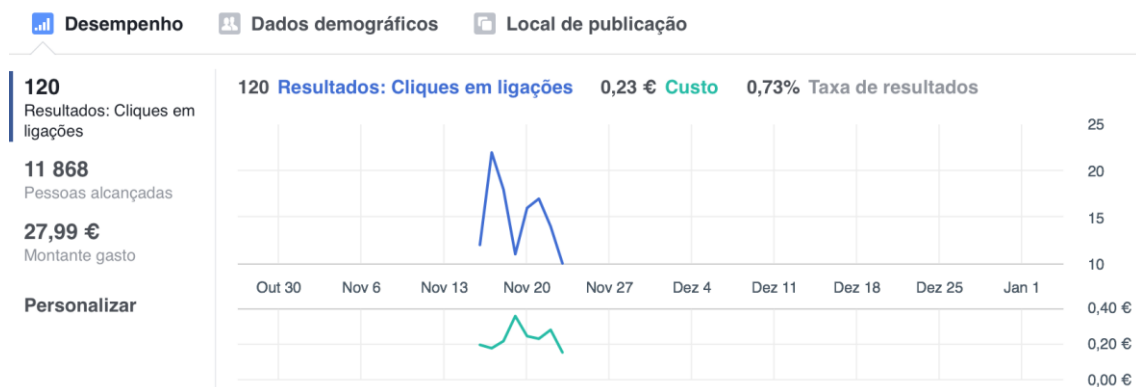 Desempenho Dados demográficos Local de publicação
120
Resultados: Cliques em
ligações
11 868
Pessoas alcançadas
27,99 €
Montante gasto
Personalizar
120 Resultados: Cliques em ligações 0,23 € Custo 0,73% Taxa de resultados
25
20
15
10
Out 30 Nov 6 Nov 13 Nov 20 Nov 27 Dez 4 Dez 11 Dez 18 Dez 25 Jan 1
0,40 €
0,20 €
0,00 €